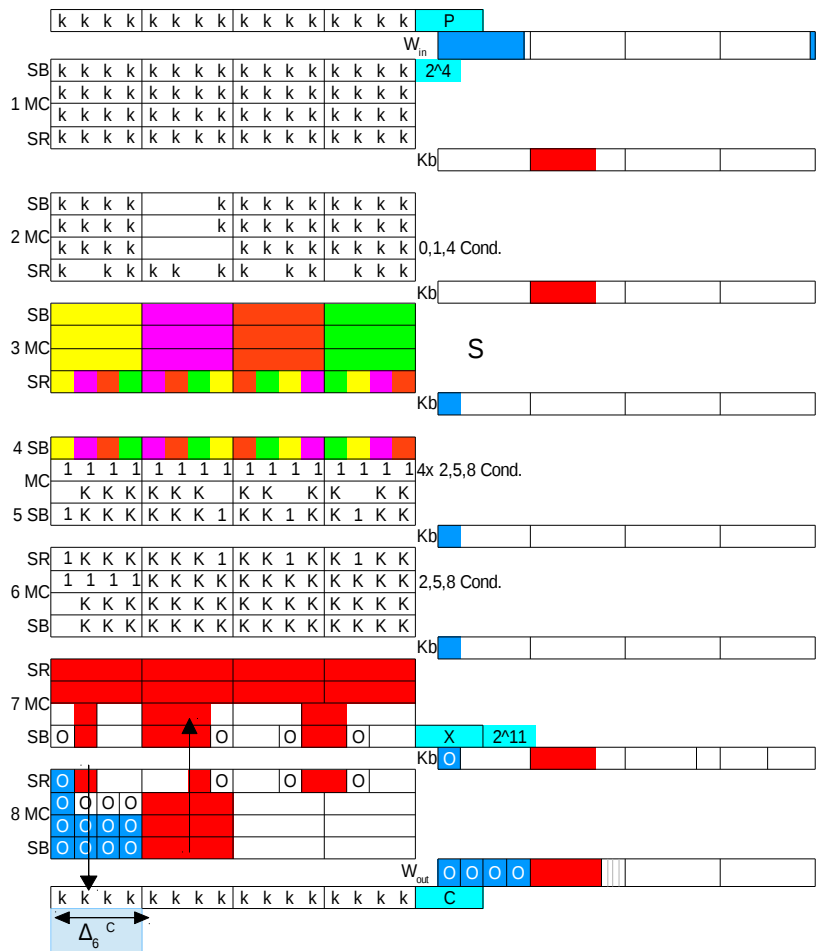 k k k k k k k k k k k k k k k k P
W_in
SB k k k k k k k k k k k k k k k k 2^4
k k k k k k k k k k k k k k k k
1 MC
k k k k k k k k k k k k k k k k
SR k k k k k k k k k k k k k k k k
Kb
SB k k k k k k k k k k k k k
k k k k k k k k k k k k k
2 MC
k k k k k k k k k k k k 0,1,4 Cond.
SR k k k k k k k k k k k k
Kb
SB
3 MC
S
SR
Kb
4 SB
1 1 1 1 1 1 1 1 1 1 1 1 1 1 1 1 4x 2,5,8 Cond.
MC
K K K K K K K K K K K K
5 SB 1 K K K K K K 1 K K 1 K K 1 K K
Kb
SR 1 K K K K K K 1 K K 1 K K 1 K K
1 1 1 1 K K K K K K K K K K K K 2,5,8 Cond.
6 MC
K K K K K K K K K K K K K K K
SB K K K K K K K K K K K K K K K
Kb
SR
7 MC
SB O O O O X 2^11
Kb O
SR O O O O
O O O O
8 MC
O O O O
SB O O O O
W_out O O O O
k k k k k k k k k k k k k k k k C
Δ_6 ^C